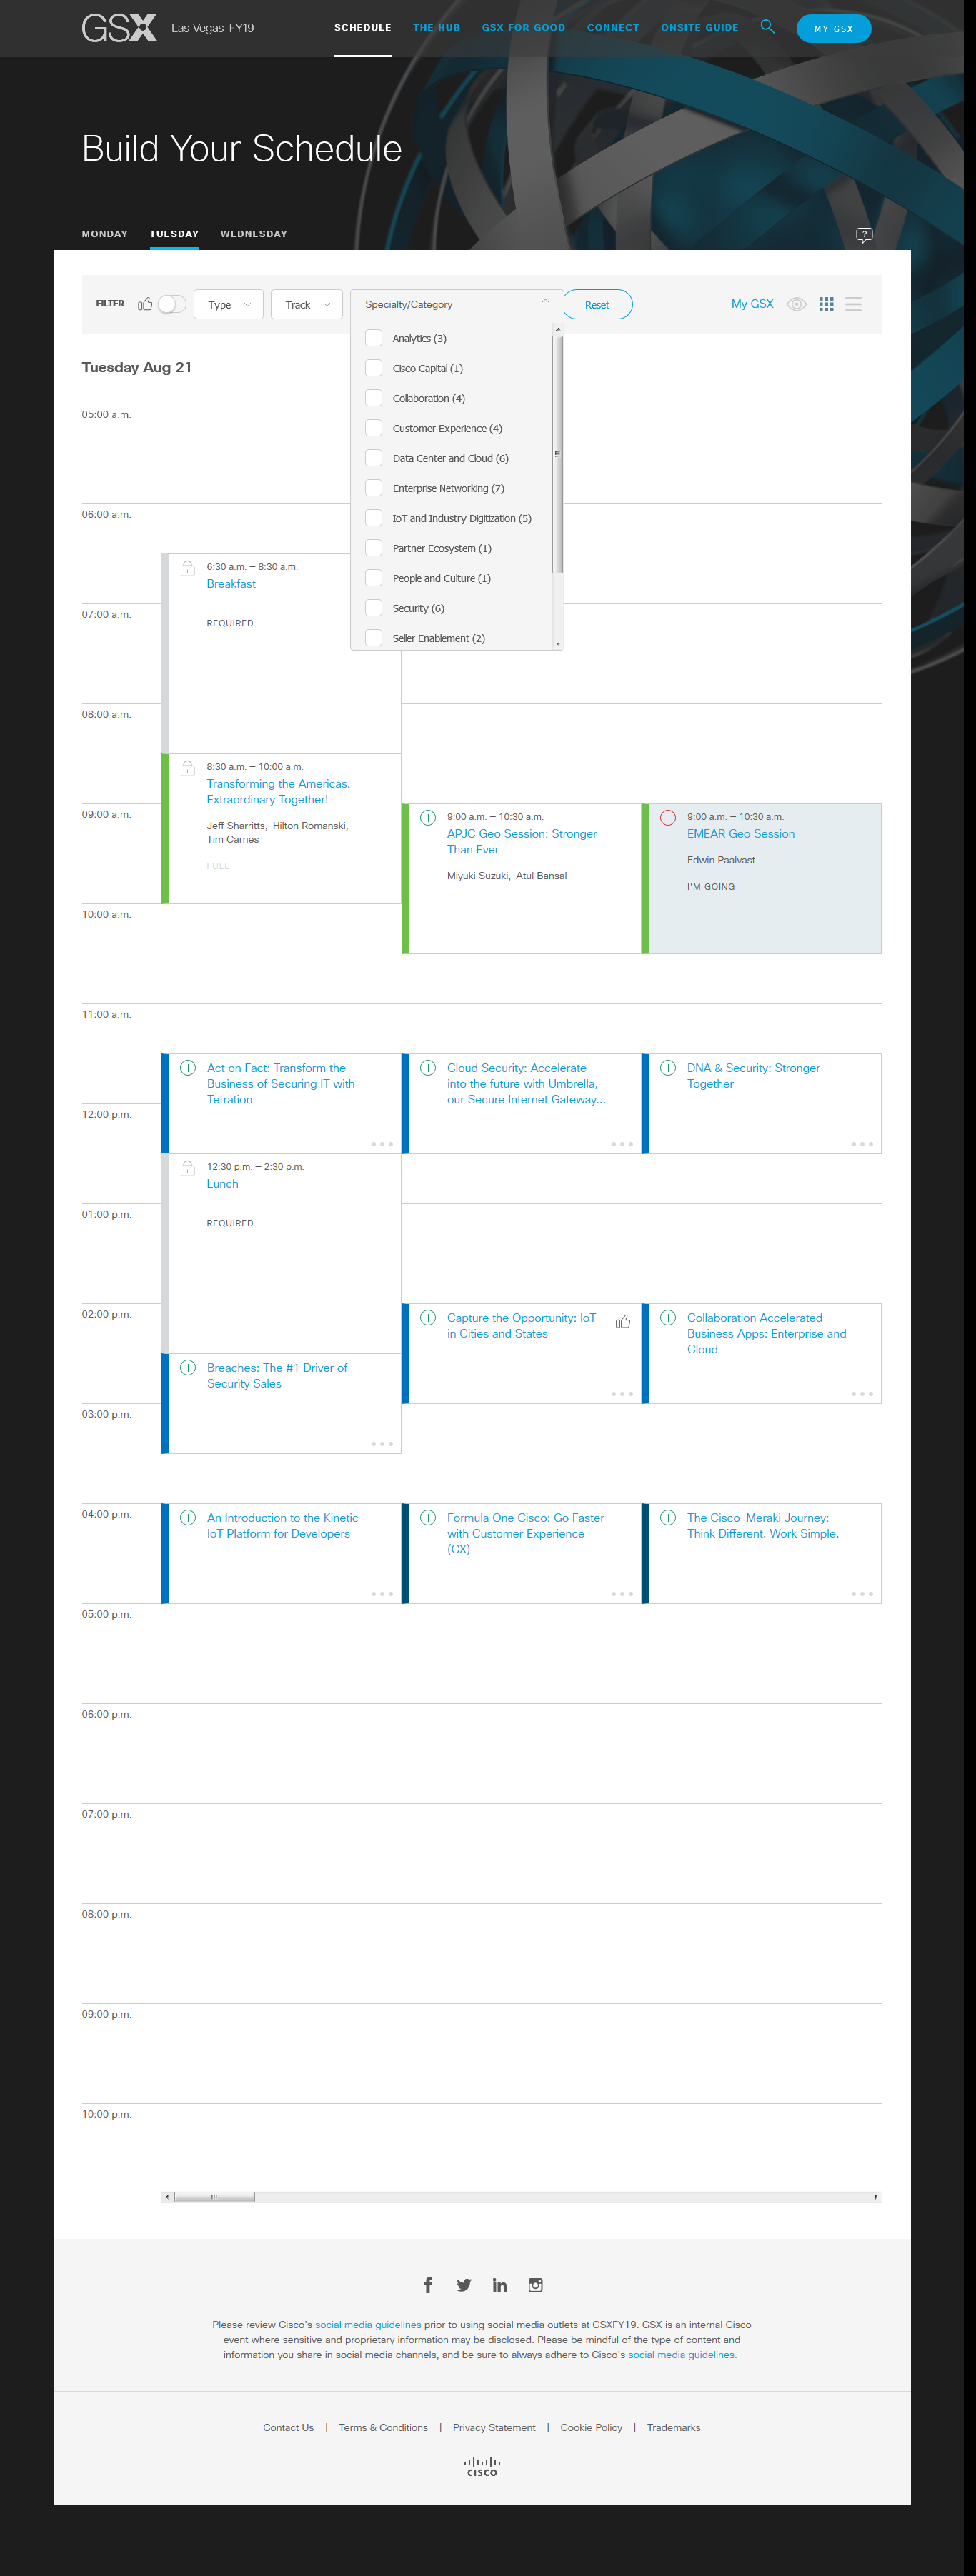 GSX Las Vegas FY19 SCHEDULE THE HUB GSX FOR GOOD CONNECT ONSITE GUIDE MY GSX
Build Your Schedule
MONDAY TUESDAY WEDNESDAY
?
FILTER Type Track Specialty/Category Reset My GSX
Analytics (3)
Cisco Capital (1)
Collaboration (4)
Customer Experience (4)
Data Center and Cloud (6)
Enterprise Networking (7)
IoT and Industry Digitization (5)
Partner Ecosystem (1)
People and Culture (1)
Security (6)
Seller Enablement (2)
Tuesday Aug 21
05:00 a.m.
06:00 a.m.
6:30 a.m. – 8:30 a.m.
Breakfast
REQUIRED
07:00 a.m.
08:00 a.m.
8:30 a.m. – 10:00 a.m.
Transforming the Americas.
Extraordinary Together!
Jeff Sharritts, Hilton Romanski,
Tim Carnes
FULL
09:00 a.m.
9:00 a.m. – 10:30 a.m.
APJC Geo Session: Stronger
Than Ever
Miyuki Suzuki, Atul Bansal
9:00 a.m. – 10:30 a.m.
EMEAR Geo Session
Edwin Paalvast
I'M GOING
10:00 a.m.
11:00 a.m.
Act on Fact: Transform the
Business of Securing IT with
Tetration
Cloud Security: Accelerate
into the future with Umbrella,
our Secure Internet Gateway...
DNA & Security: Stronger
Together
12:00 p.m.
12:30 p.m. – 2:30 p.m.
Lunch
REQUIRED
01:00 p.m.
02:00 p.m.
Capture the Opportunity: IoT
in Cities and States
Collaboration Accelerated
Business Apps: Enterprise and
Cloud
Breaches: The #1 Driver of
Security Sales
03:00 p.m.
04:00 p.m.
An Introduction to the Kinetic
IoT Platform for Developers
Formula One Cisco: Go Faster
with Customer Experience
(CX)
The Cisco-Meraki Journey:
Think Different. Work Simple.
05:00 p.m.
06:00 p.m.
07:00 p.m.
08:00 p.m.
09:00 p.m.
10:00 p.m.
Please review Cisco's social media guidelines prior to using social media outlets at GSXFY19. GSX is an internal Cisco
event where sensitive and proprietary information may be disclosed. Please be mindful of the type of content and
information you share in social media channels, and be sure to always adhere to Cisco's social media guidelines.
Contact Us | Terms & Conditions | Privacy Statement | Cookie Policy | Trademarks
CISCO